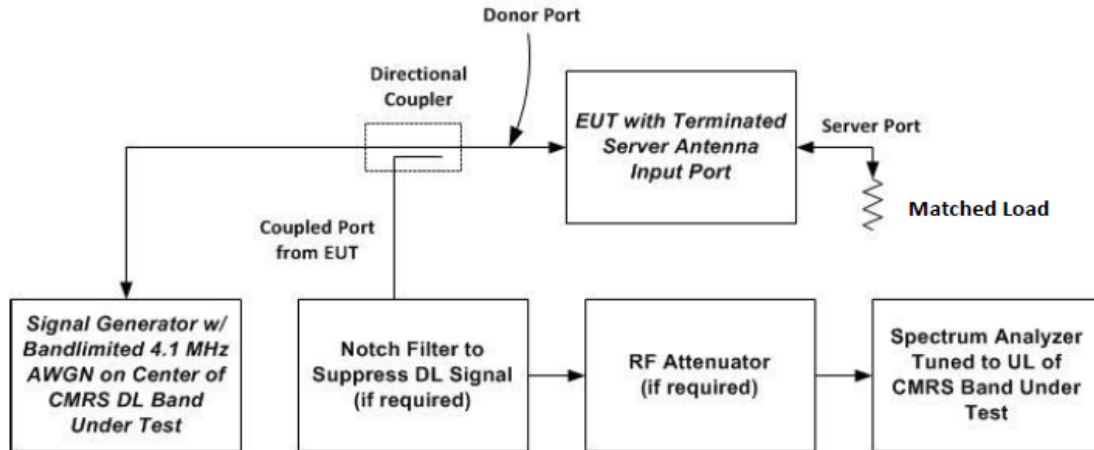 Donor Port
Directional
Coupler
EUT with Terminated
Server Antenna
Input Port
Server Port
Matched Load
Coupled Port
from EUT
Signal Generator w/
Bandlimited 4.1 MHz
AWGN on Center of
CMRS DL Band
Under Test
Notch Filter to
Suppress DL Signal
(if required)
RF Attenuator
(if required)
Spectrum Analyzer
Tuned to UL of
CMRS Band Under
Test